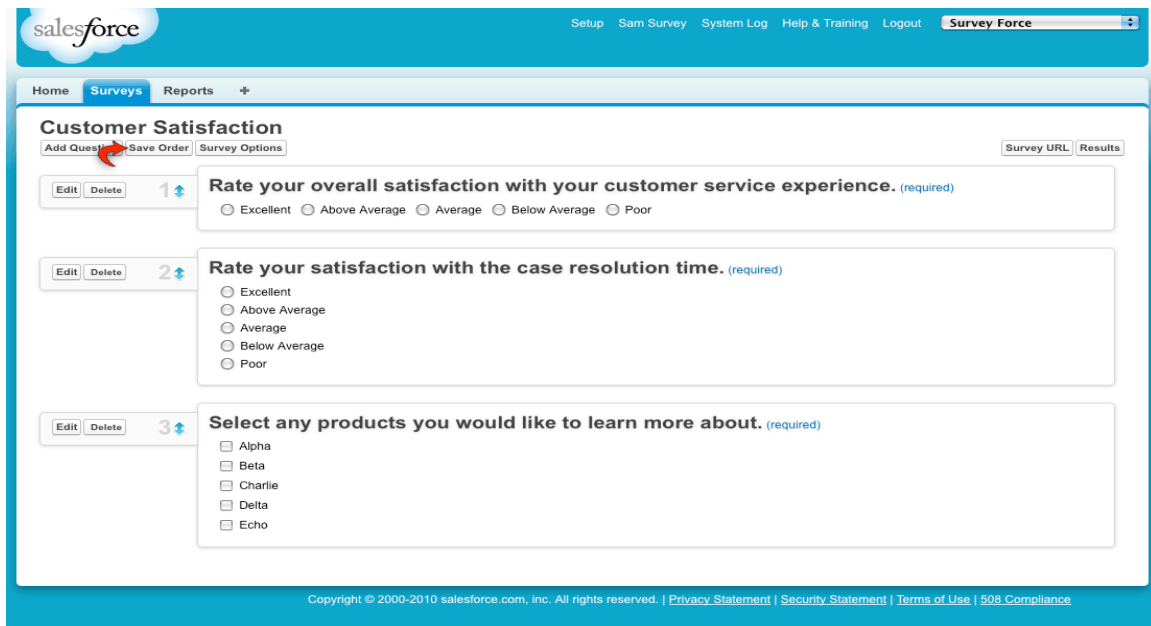 salesforce
Setup Sam Survey System Log Help & Training Logout Survey Force
Home Surveys Reports +
Customer Satisfaction
Add Save Order Survey Options Survey URL Results
Edit Delete 1 Rate your overall satisfaction with your customer service experience. (required)
Excellent Above Average Average Below Average Poor
Edit Delete 2 Rate your satisfaction with the case resolution time. (required)
Excellent
Above Average
Average
Below Average
Poor
Edit Delete 3 Select any products you would like to learn more about. (required)
Alpha
Beta
Charlie
Delta
Echo
Copyright © 2000-2010 salesforce.com, inc. All rights reserved. | Privacy Statement | Security Statement | Terms of Use | 508 Compliance